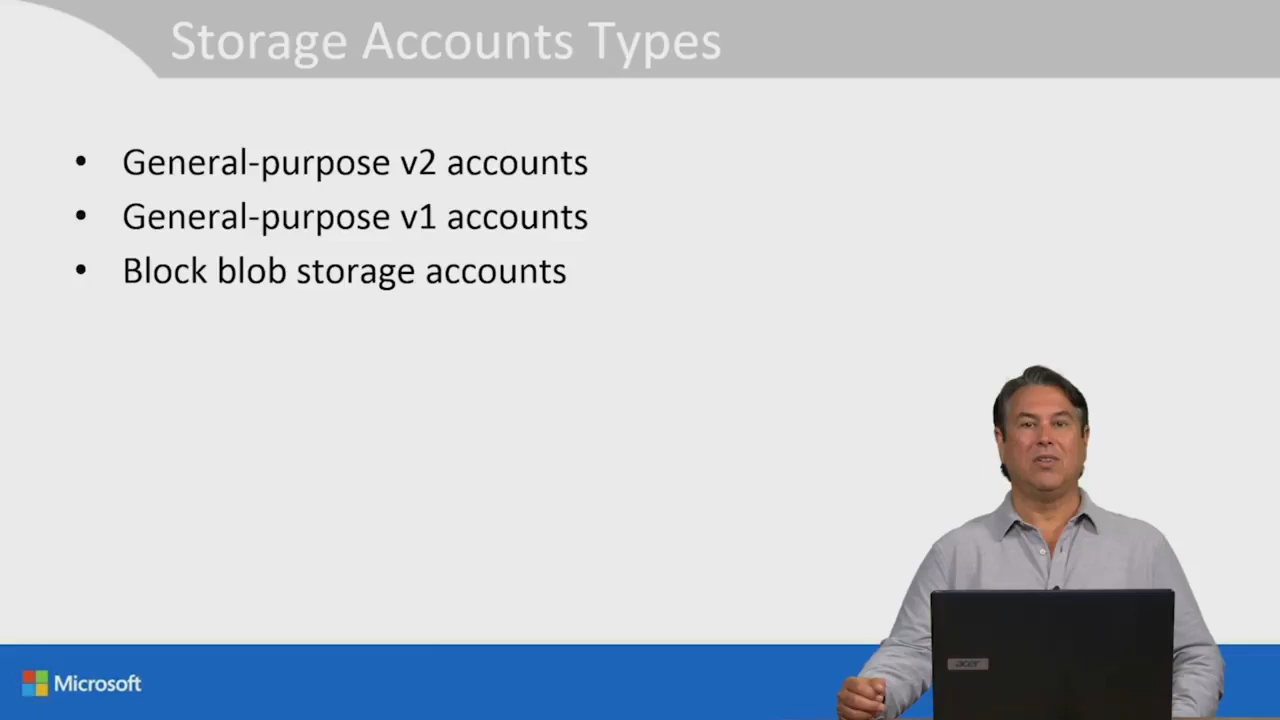 Storage Accounts Types
• General-purpose v2 accounts
• General-purpose v1 accounts
• Block blob storage accounts
acer
Microsoft